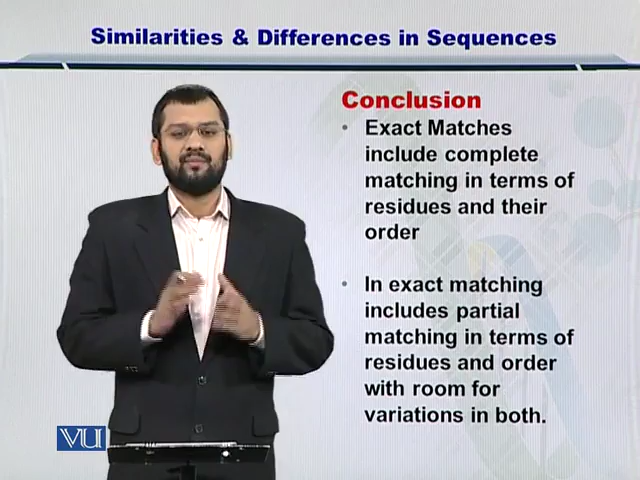 Similarities & Differences in Sequences
Conclusion
• Exact Matches
include complete
matching in terms of
residues and their
order
• In exact matching
includes partial
matching in terms of
residues and order
with room for
variations in both.
VU